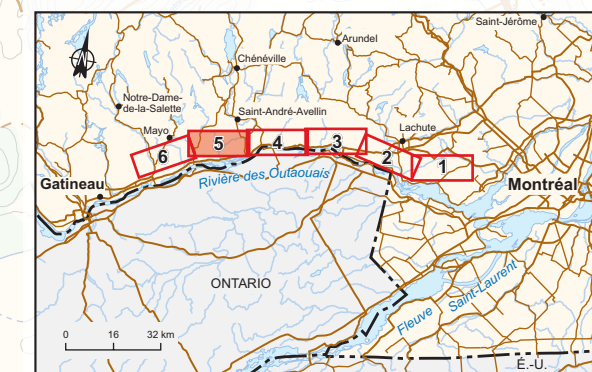 Saint-Jérôme
Arundel
Chénéville
Notre-Dame-
de-la-Salette
Saint-André-Avellin
Mayo
Lachute
6
5
4
3
2
1
Gatineau
Rivière des Outaouais
Montréal
ONTARIO
Fleuve Saint-Laurent
0 16 32 km
É.-U.